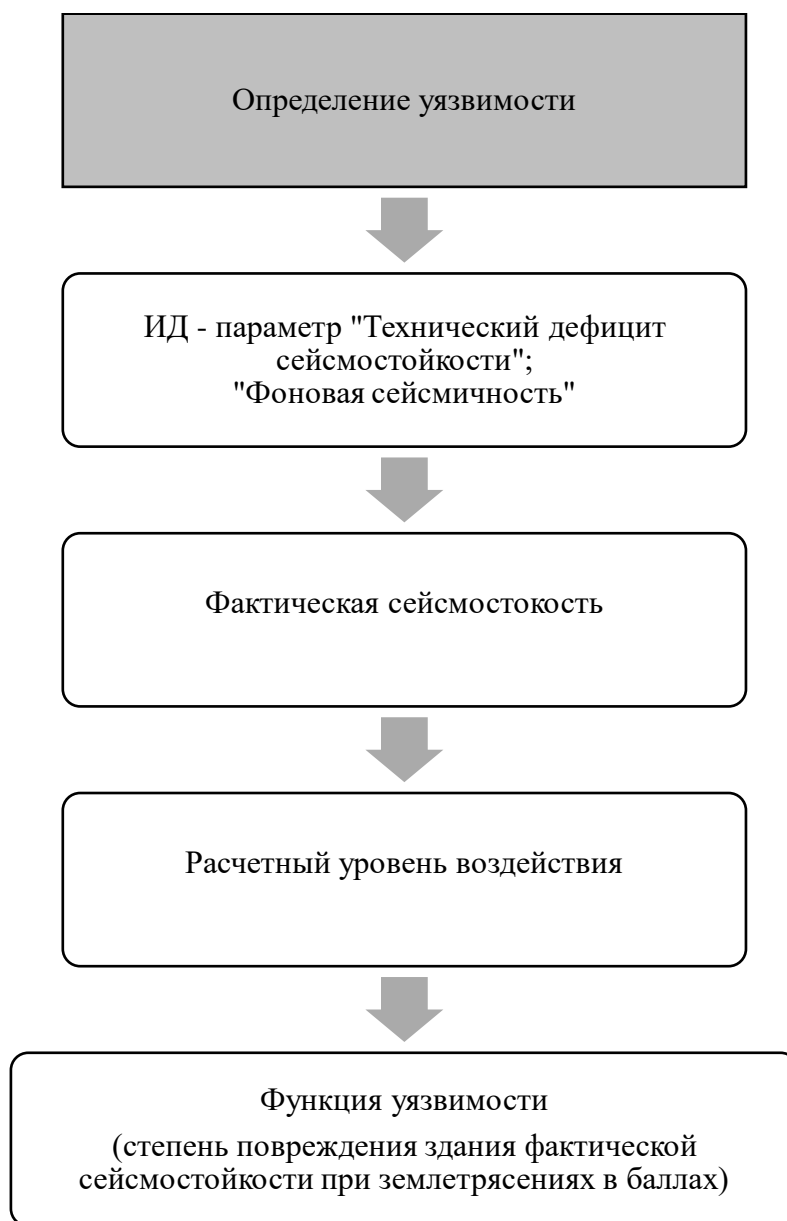 Определение уязвимости
ИД - параметр "Технический дефицит
сейсмостойкости";
"Фоновая сейсмичность"
Фактическая сейсмостокость
Расчетный уровень воздействия
Функция уязвимости
(степень повреждения здания фактической
сейсмостойкости при землетрясениях в баллах)